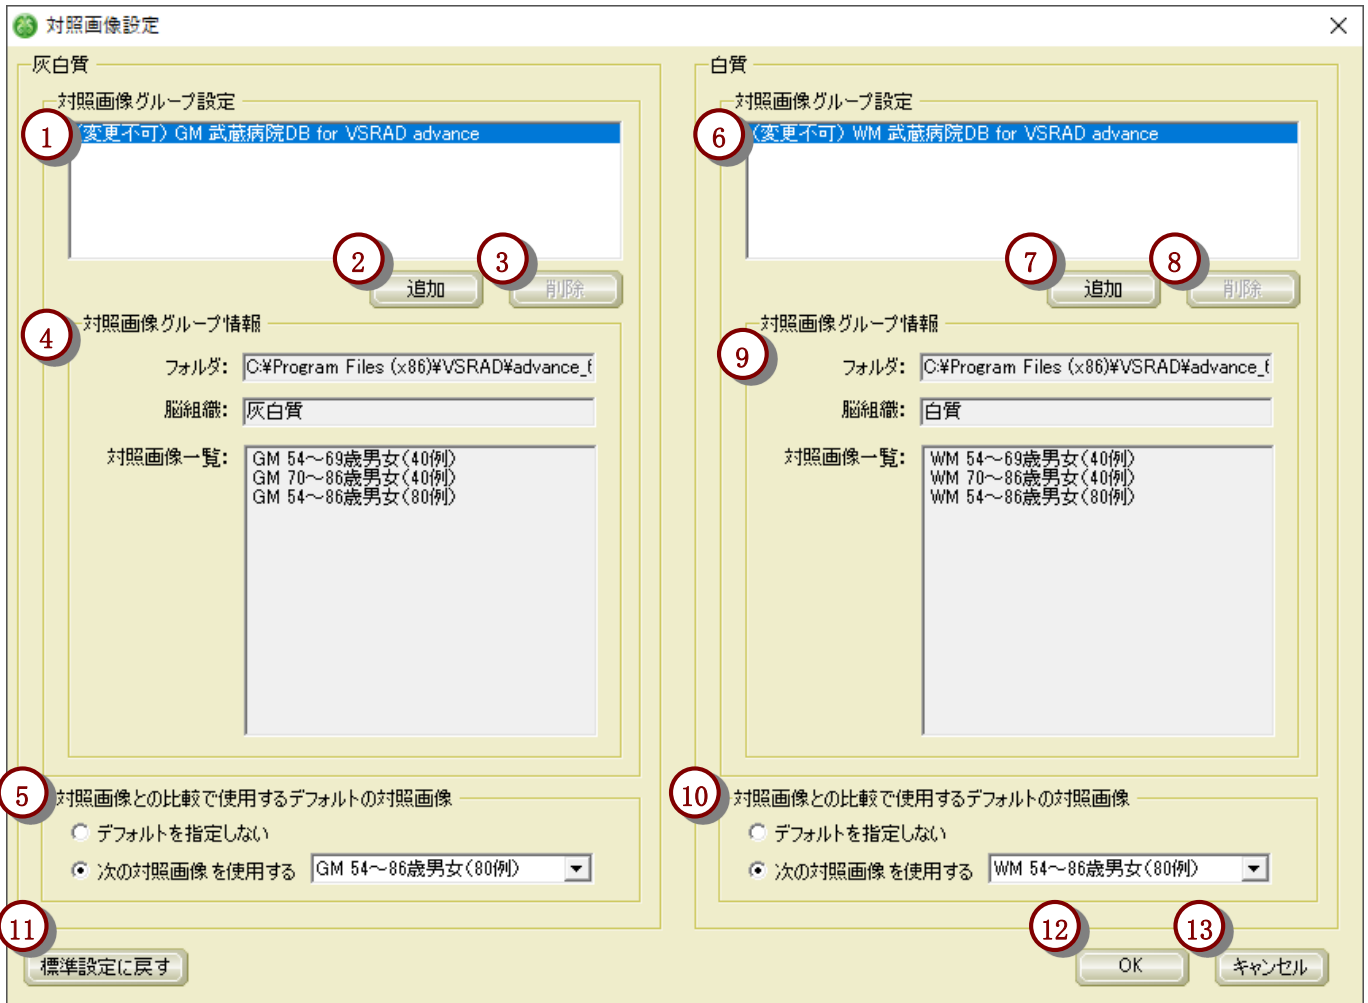 対照画像設定
灰白質
対照画像グループ設定
1
(変更不可) GM 武蔵病院DB for VSRAD advance
2
追加
3
削除
4
対照画像グループ情報
フォルダ: C:¥Program Files (x86)¥VSRAD¥advance_
脳組織: 灰白質
対照画像一覧:
GM 54～69歳男女(40例)
GM 70～86歳男女(40例)
GM 54～86歳男女(80例)
5
対照画像との比較で使用するデフォルトの対照画像
デフォルトを指定しない
次の対照画像を使用する GM 54～86歳男女(80例)
白質
対照画像グループ設定
6
(変更不可) WM 武蔵病院DB for VSRAD advance
7
追加
8
削除
9
対照画像グループ情報
フォルダ: C:¥Program Files (x86)¥VSRAD¥advance_
脳組織: 白質
対照画像一覧:
WM 54～69歳男女(40例)
WM 70～86歳男女(40例)
WM 54～86歳男女(80例)
10
対照画像との比較で使用するデフォルトの対照画像
デフォルトを指定しない
次の対照画像を使用する WM 54～86歳男女(80例)
11
標準設定に戻す
12
OK
13
キャンセル